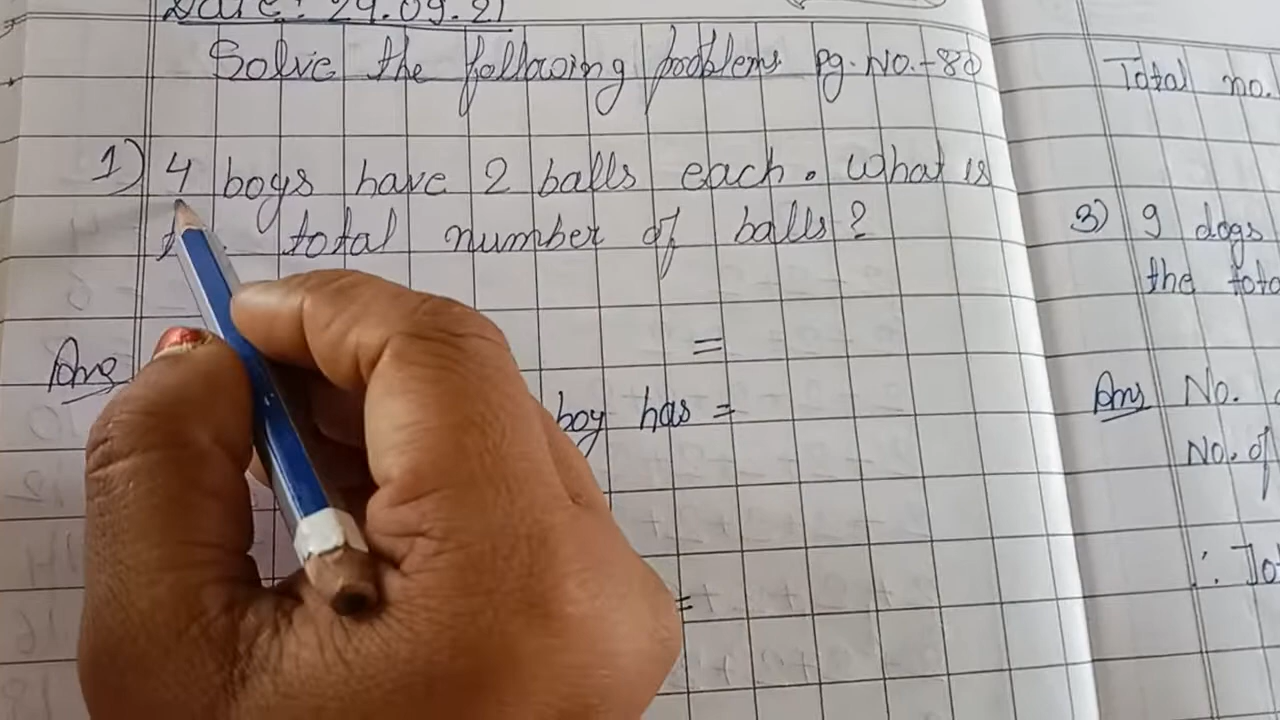 Date: 29.09.21
Solve the following problems pg. No.-80
1) 4 boys have 2 balls each. What is
total number of balls?
Ans
=
boy has =
=
Total no.
3) 9 dogs
the tota
Ans No.
No. of
∴ Tot